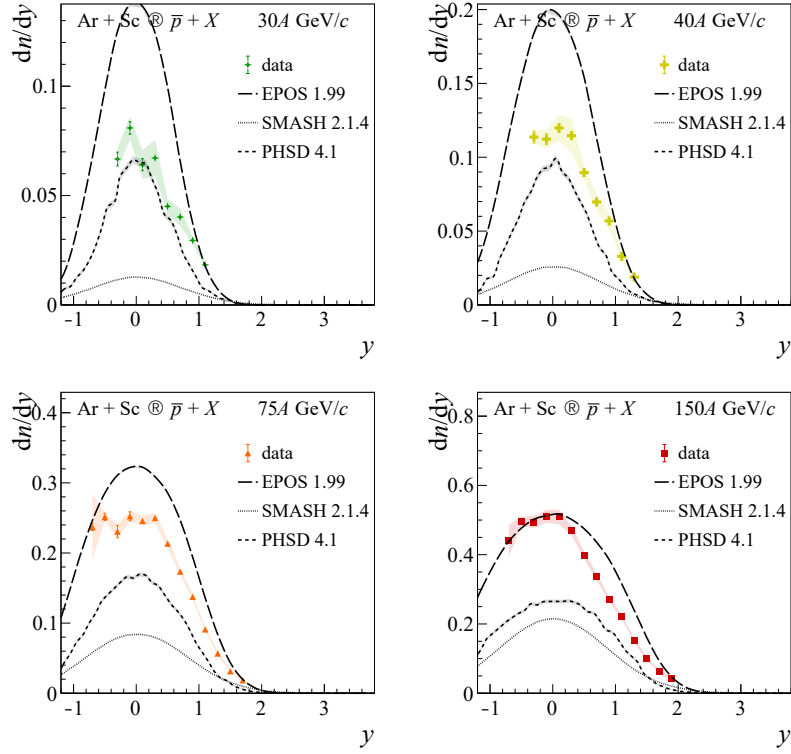 dn/dy
Ar + Sc ® p̅ + X 30A GeV/c
data
EPOS 1.99
SMASH 2.1.4
PHSD 4.1
0.1
0.05
0
-1 0 1 2 3
y
dn/dy
Ar + Sc ® p̅ + X 40A GeV/c
data
EPOS 1.99
SMASH 2.1.4
PHSD 4.1
0.2
0.15
0.1
0.05
0
-1 0 1 2 3
y
dn/dy
Ar + Sc ® p̅ + X 75A GeV/c
data
EPOS 1.99
SMASH 2.1.4
PHSD 4.1
0.4
0.3
0.2
0.1
0
-1 0 1 2 3
y
dn/dy
Ar + Sc ® p̅ + X 150A GeV/c
data
EPOS 1.99
SMASH 2.1.4
PHSD 4.1
0.8
0.6
0.4
0.2
0
-1 0 1 2 3
y